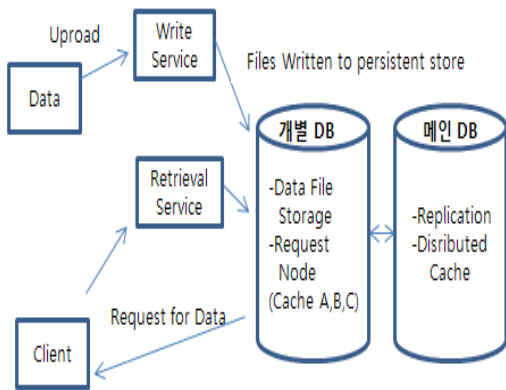 Uproad
Write
Service
Files Written to persistent store
Data
개별 DB
메인 DB
Retrieval
Service
-Data File
Storage
-Request
Node
(Cache A,B,C)
-Replication
-Disributed
Cache
Request for Data
Client